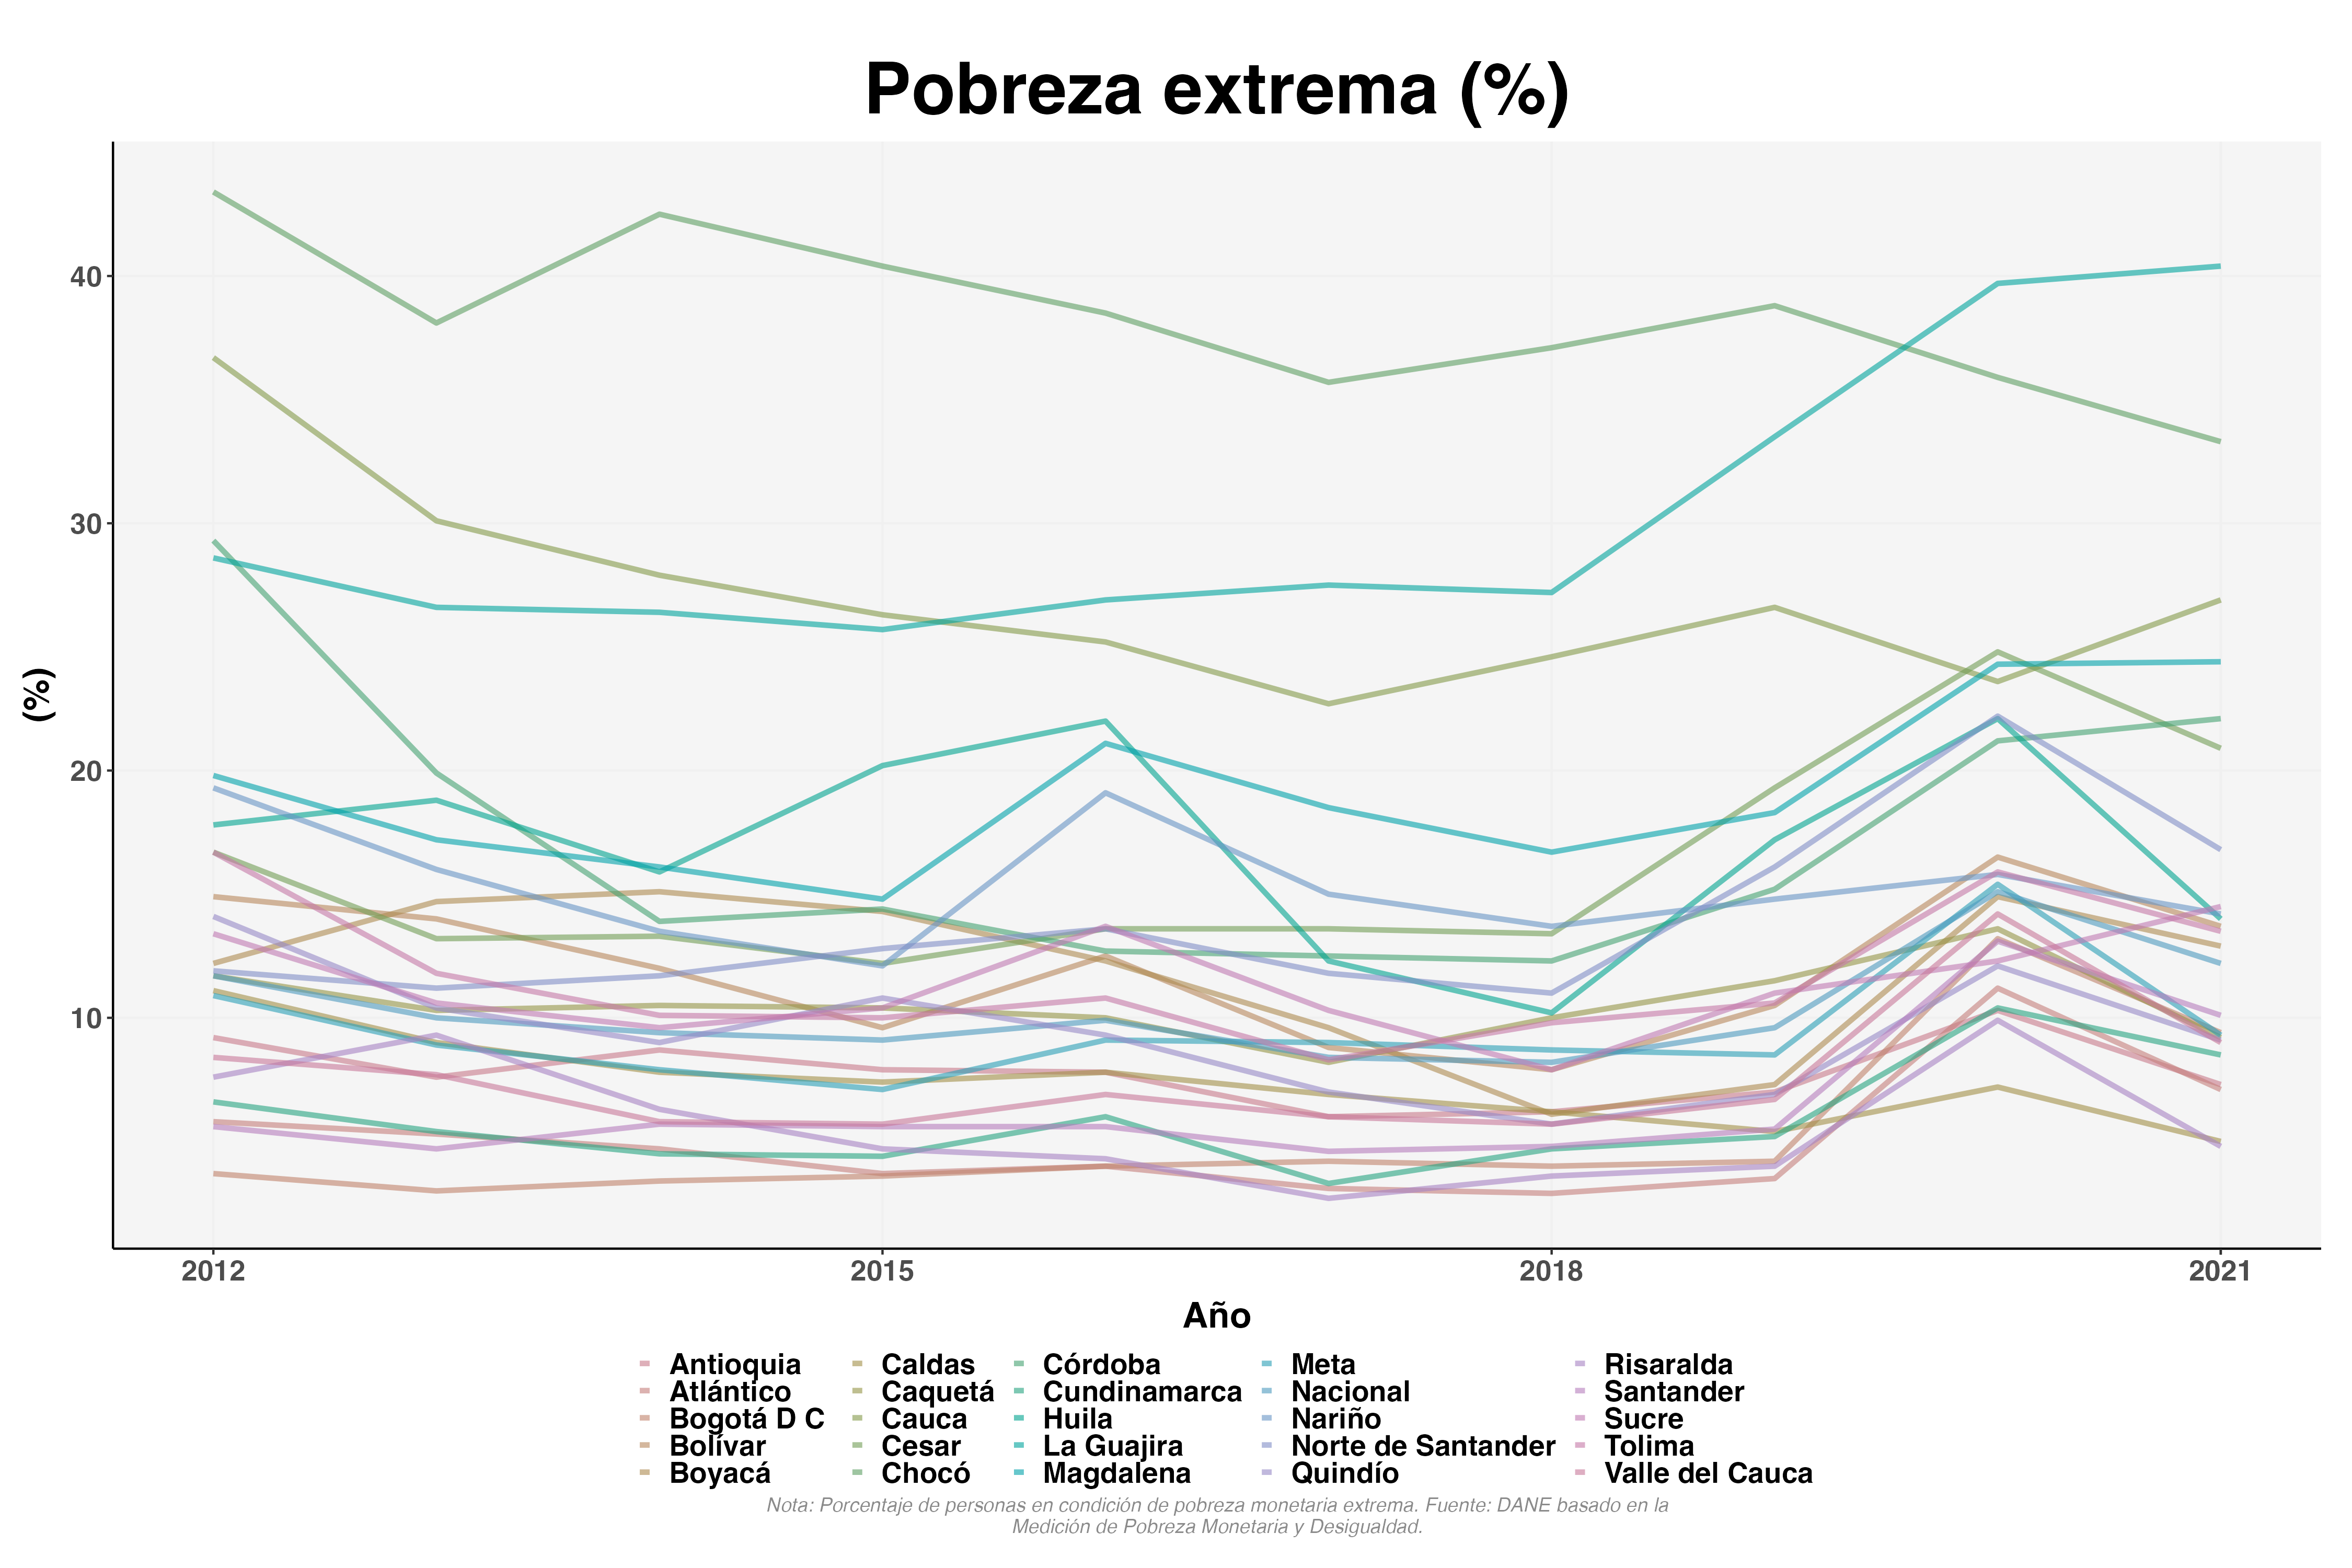 Pobreza extrema (%)
40
30
20
10
(%)
2012 2015 2018 2021
Año
Antioquia Caldas Córdoba Meta Risaralda
Atlántico Caquetá Cundinamarca Nacional Santander
Bogotá D C Cauca Huila Nariño Sucre
Bolívar Cesar La Guajira Norte de Santander Tolima
Boyacá Chocó Magdalena Quindío Valle del Cauca
Nota: Porcentaje de personas en condición de pobreza monetaria extrema. Fuente: DANE basado en la
Medición de Pobreza Monetaria y Desigualdad.